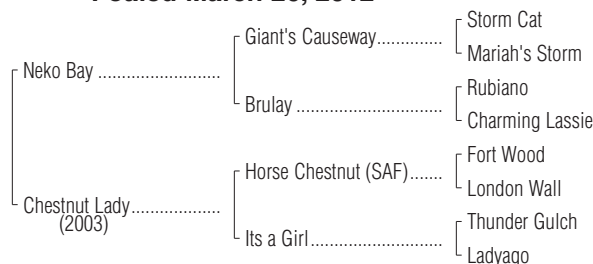 Foaled March 2012
Storm Cat
Giant's Causeway..............
Mariah's Storm
Neko Bay ........................
Rubiano
Brulay ...............................
Charming Lassie
Fort Wood
Horse Chestnut (SAF).......
London Wall
Chestnut Lady.................
(2003)
Thunder Gulch
Its a Girl............................
Ladyago